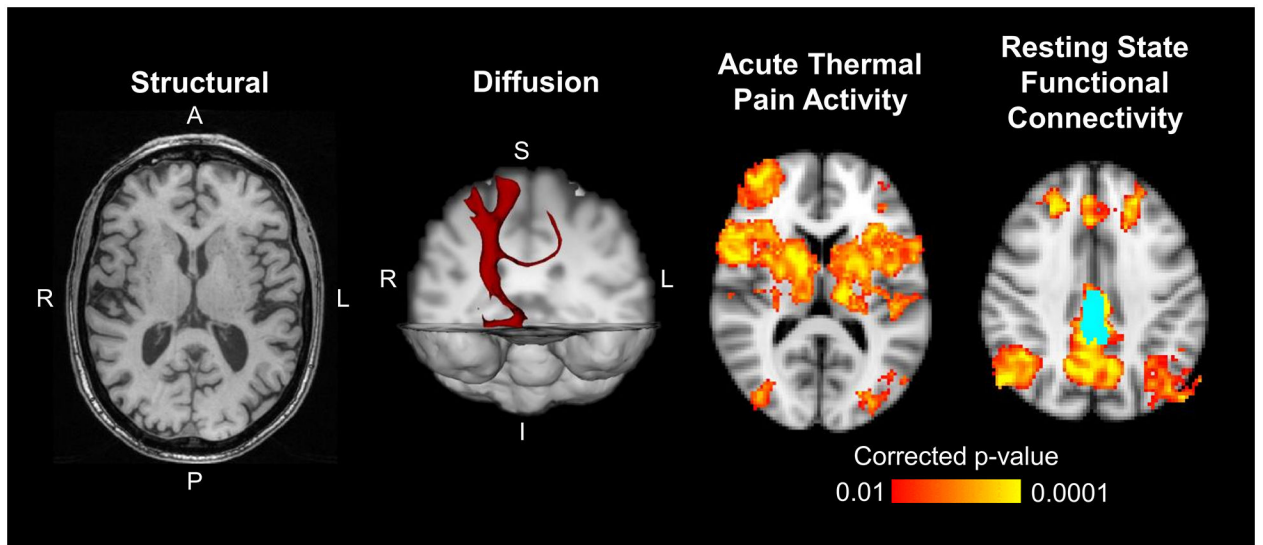 Structural
A
R
L
P
Diffusion
S
R
L
I
Acute Thermal
Pain Activity
Resting State
Functional
Connectivity
Corrected p-value
0.01
0.0001